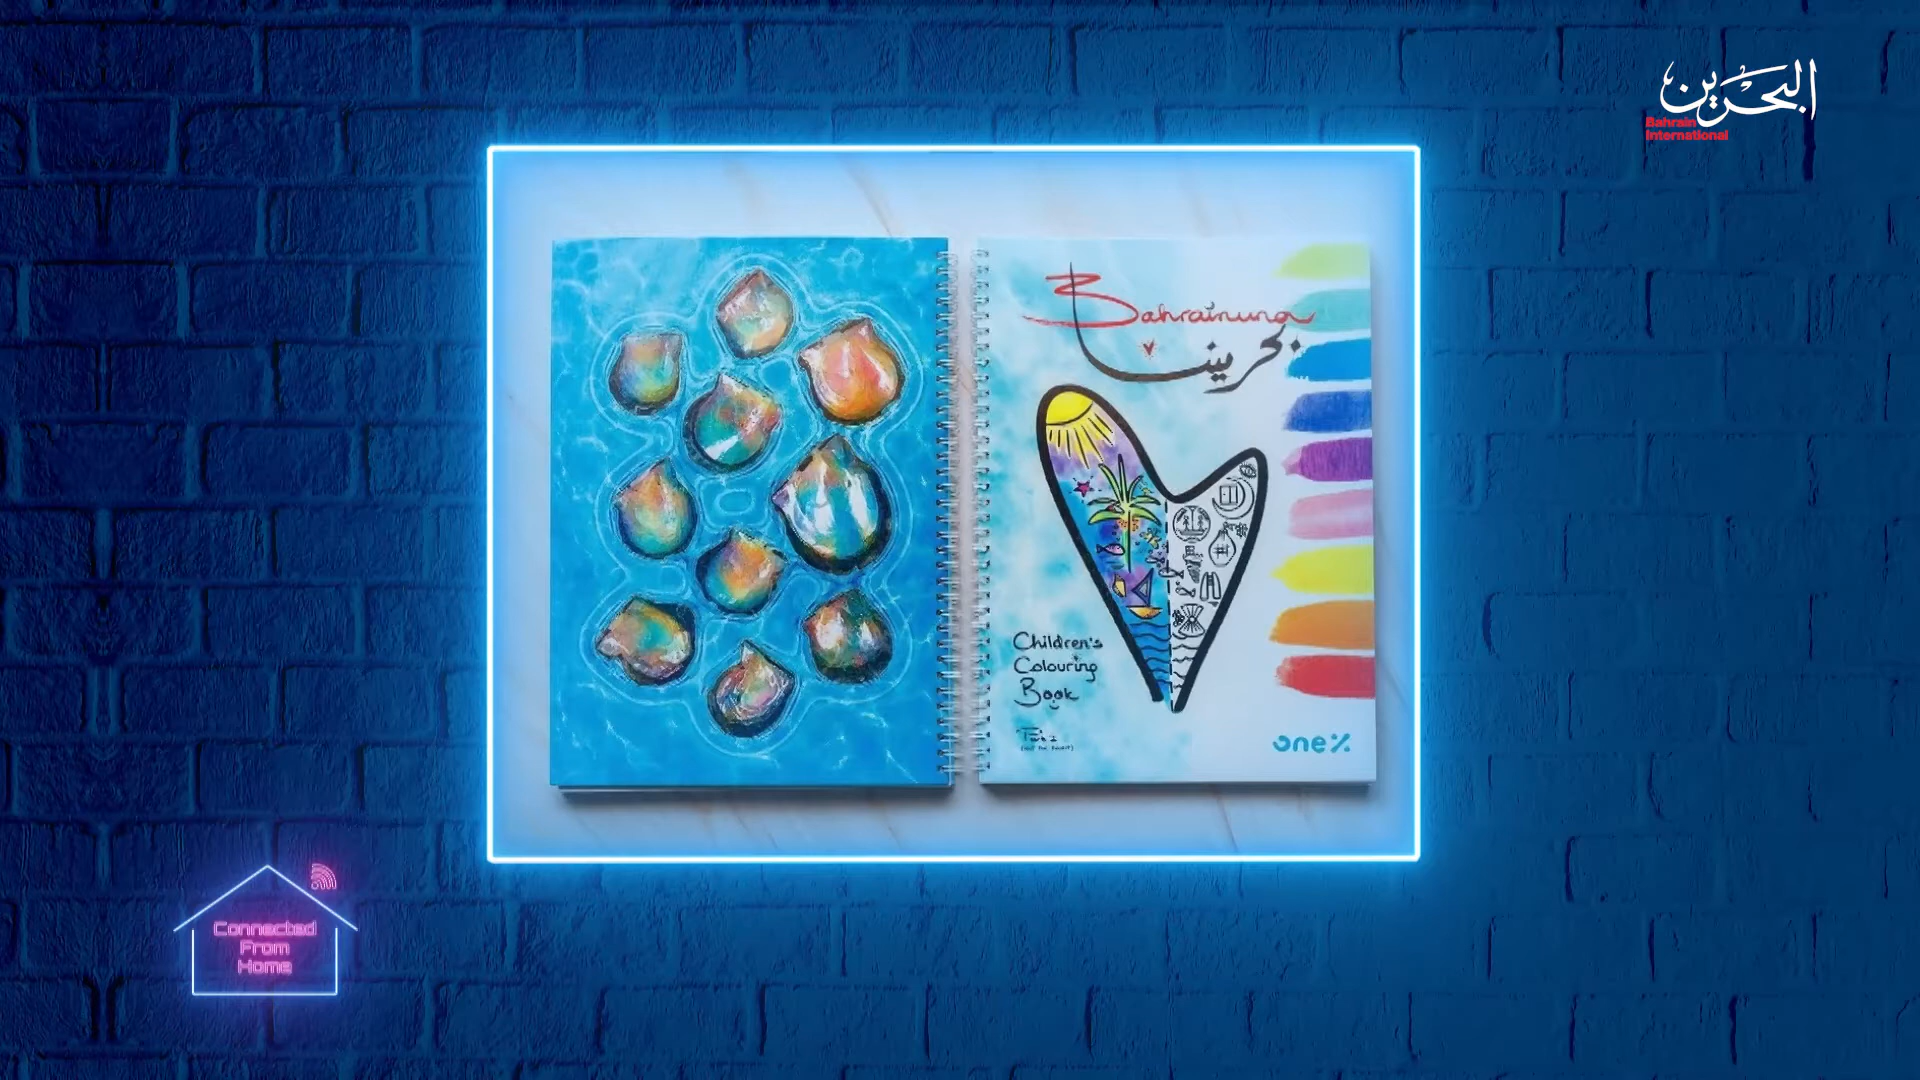 البحرين
Bahrain
International
Bahrainuna
بحريننا
Children's
Colouring
Book
one%
Connected
From
Home